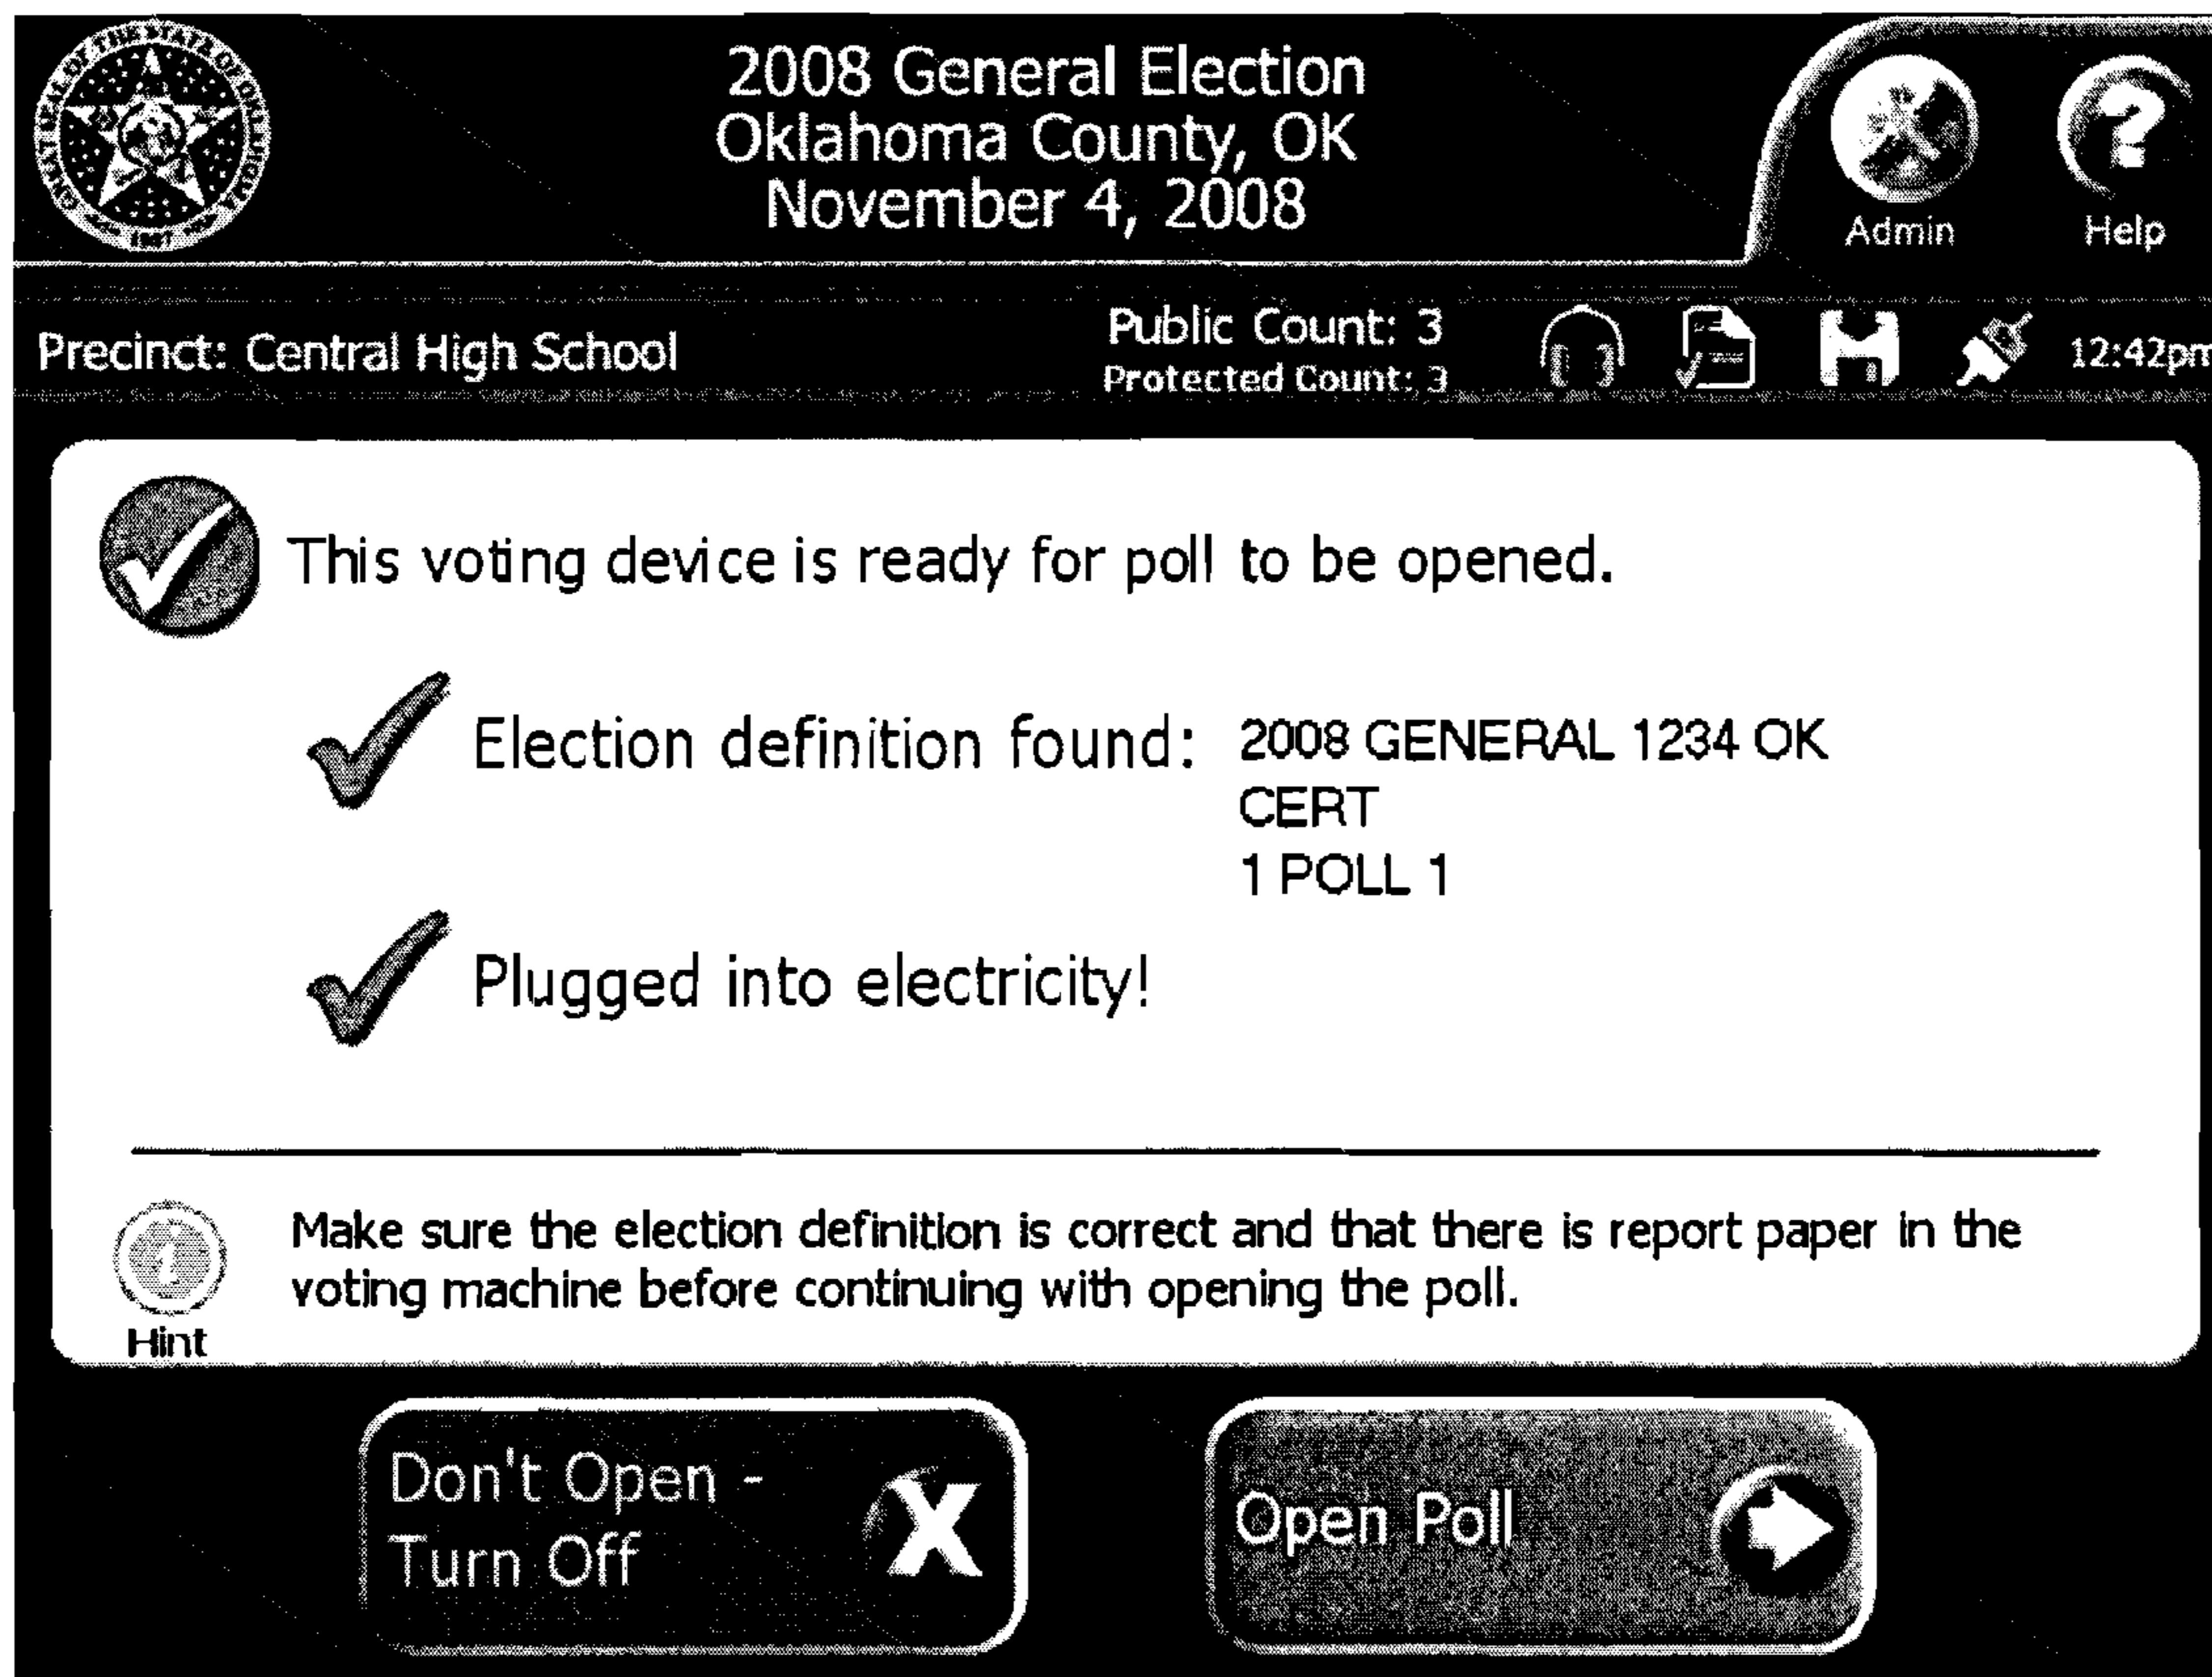 2008 General Election
Oklahoma County, OK
November 4, 2008
Admin
Help
Precinct: Central High School
Public Count: 3
Protected Count: 3
12:42pm
This voting device is ready for poll to be opened.
Election definition found: 2008 GENERAL 1234 OK
CERT
1 POLL 1
Plugged into electricity!
Make sure the election definition is correct and that there is report paper in the
voting machine before continuing with opening the poll.
Hint
Don't Open -
Turn Off
X
Open Poll